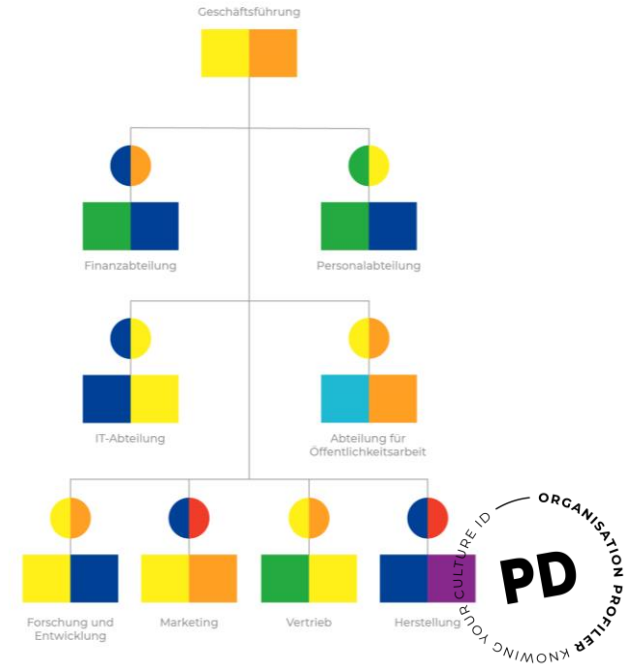 Geschäftsführung
Finanzabteilung
Personalabteilung
IT-Abteilung
Abteilung für
Öffentlichkeitsarbeit
Forschung und
Entwicklung
Marketing
Vertrieb
Herstellung
ORGANISATION PROFILER
KNOWING YOUR CULTURE ID
PD